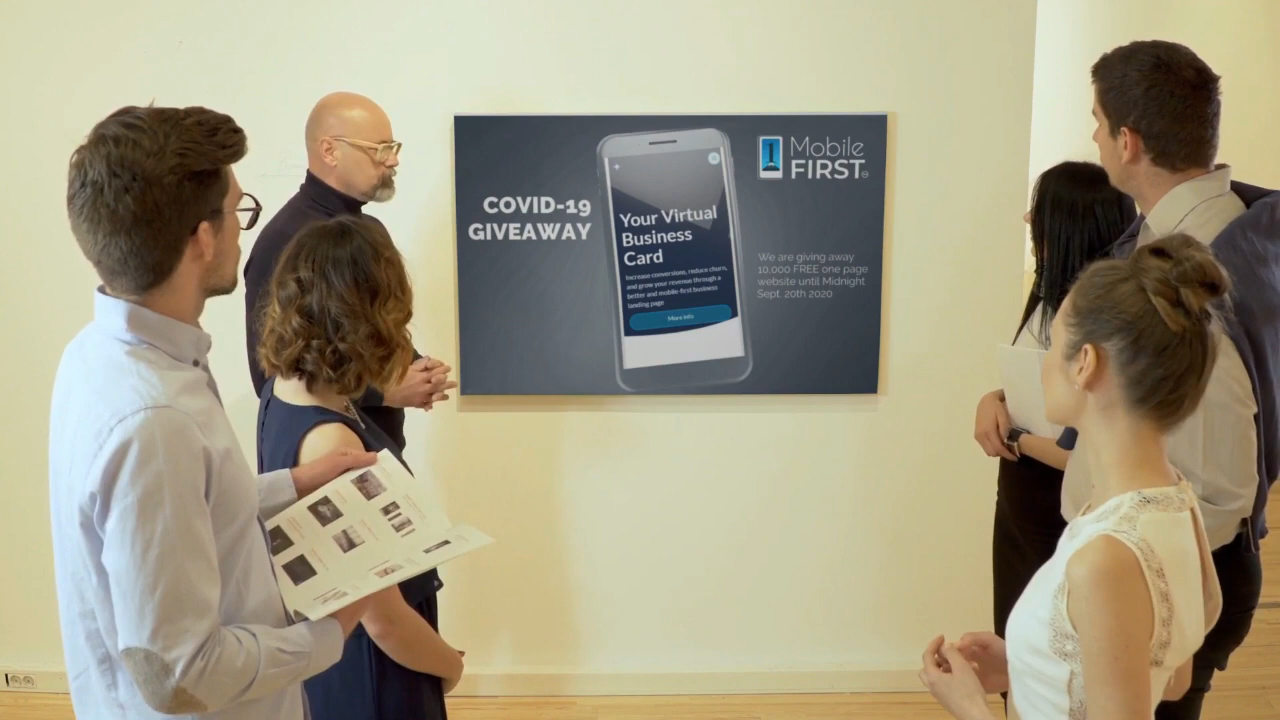 COVID-19
GIVEAWAY
Your Virtual
Business
Card
Increase conversions, reduce churn,
and grow your revenue through a
better and mobile-first business
landing page
More Info
1
Mobile
FIRST
We are giving away
10,000 FREE one page
website until Midnight
Sept. 20th 2020